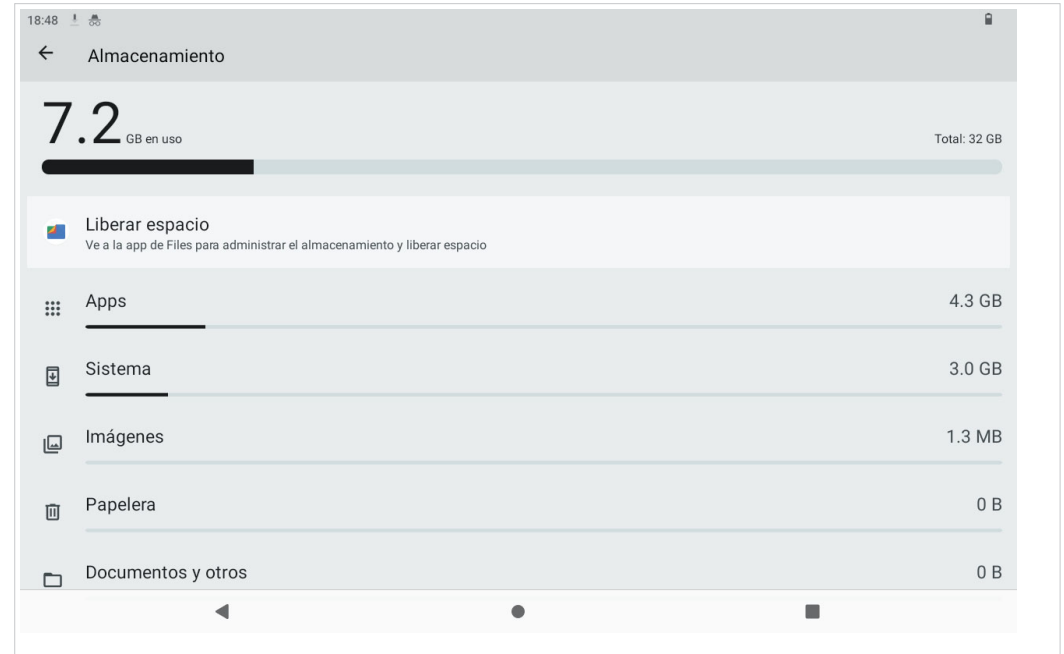 18:48
Almacenamiento
7.2 GB en uso
Total: 32 GB
Liberar espacio
Ve a la app de Files para administrar el almacenamiento y liberar espacio
Apps 4.3 GB
Sistema 3.0 GB
Imágenes 1.3 MB
Papelera 0 B
Documentos y otros 0 B